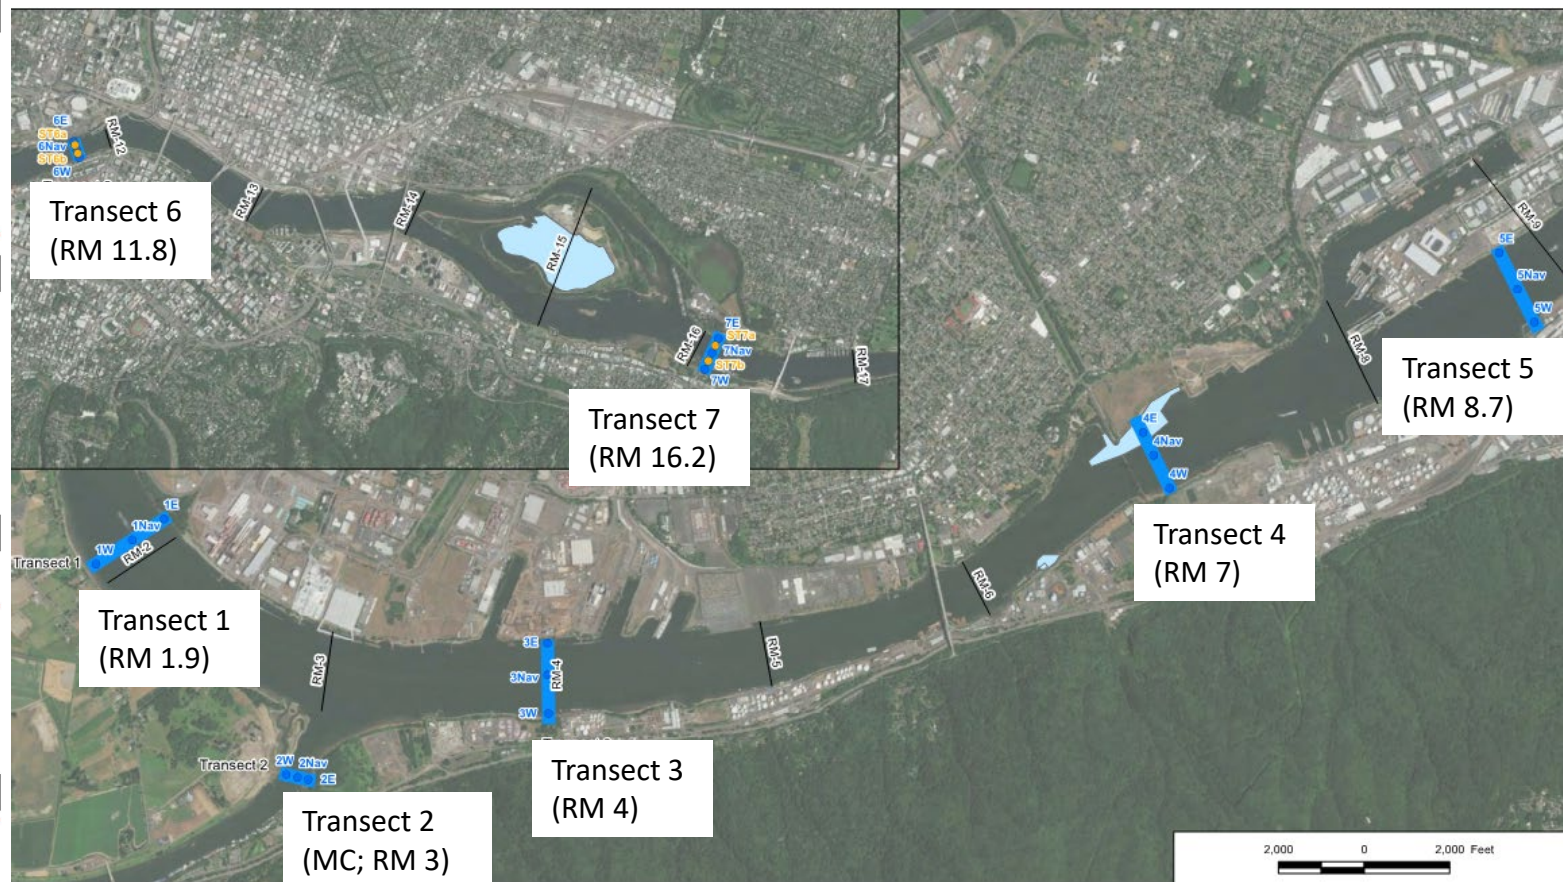 6E
ST6a
6Nav
ST6b
6W
RM-12
Transect 6
(RM 11.8)
RM-13
RM-14
RM-15
RM-16
7E
ST7a
7Nav
ST7b
7W
RM-17
Transect 7
(RM 16.2)
RM-9
5E
5Nav
5W
RM-8
Transect 5
(RM 8.7)
4E
4Nav
4W
Transect 4
(RM 7)
1E
1Nav
1W
RM-2
Transect 1
Transect 1
(RM 1.9)
RM-3
3E
RM-4
3Nav
3W
RM-5
RM-6
Transect 2
2W
2Nav
2E
Transect 3
(RM 4)
Transect 2
(MC; RM 3)
2,000
0
2,000 Feet